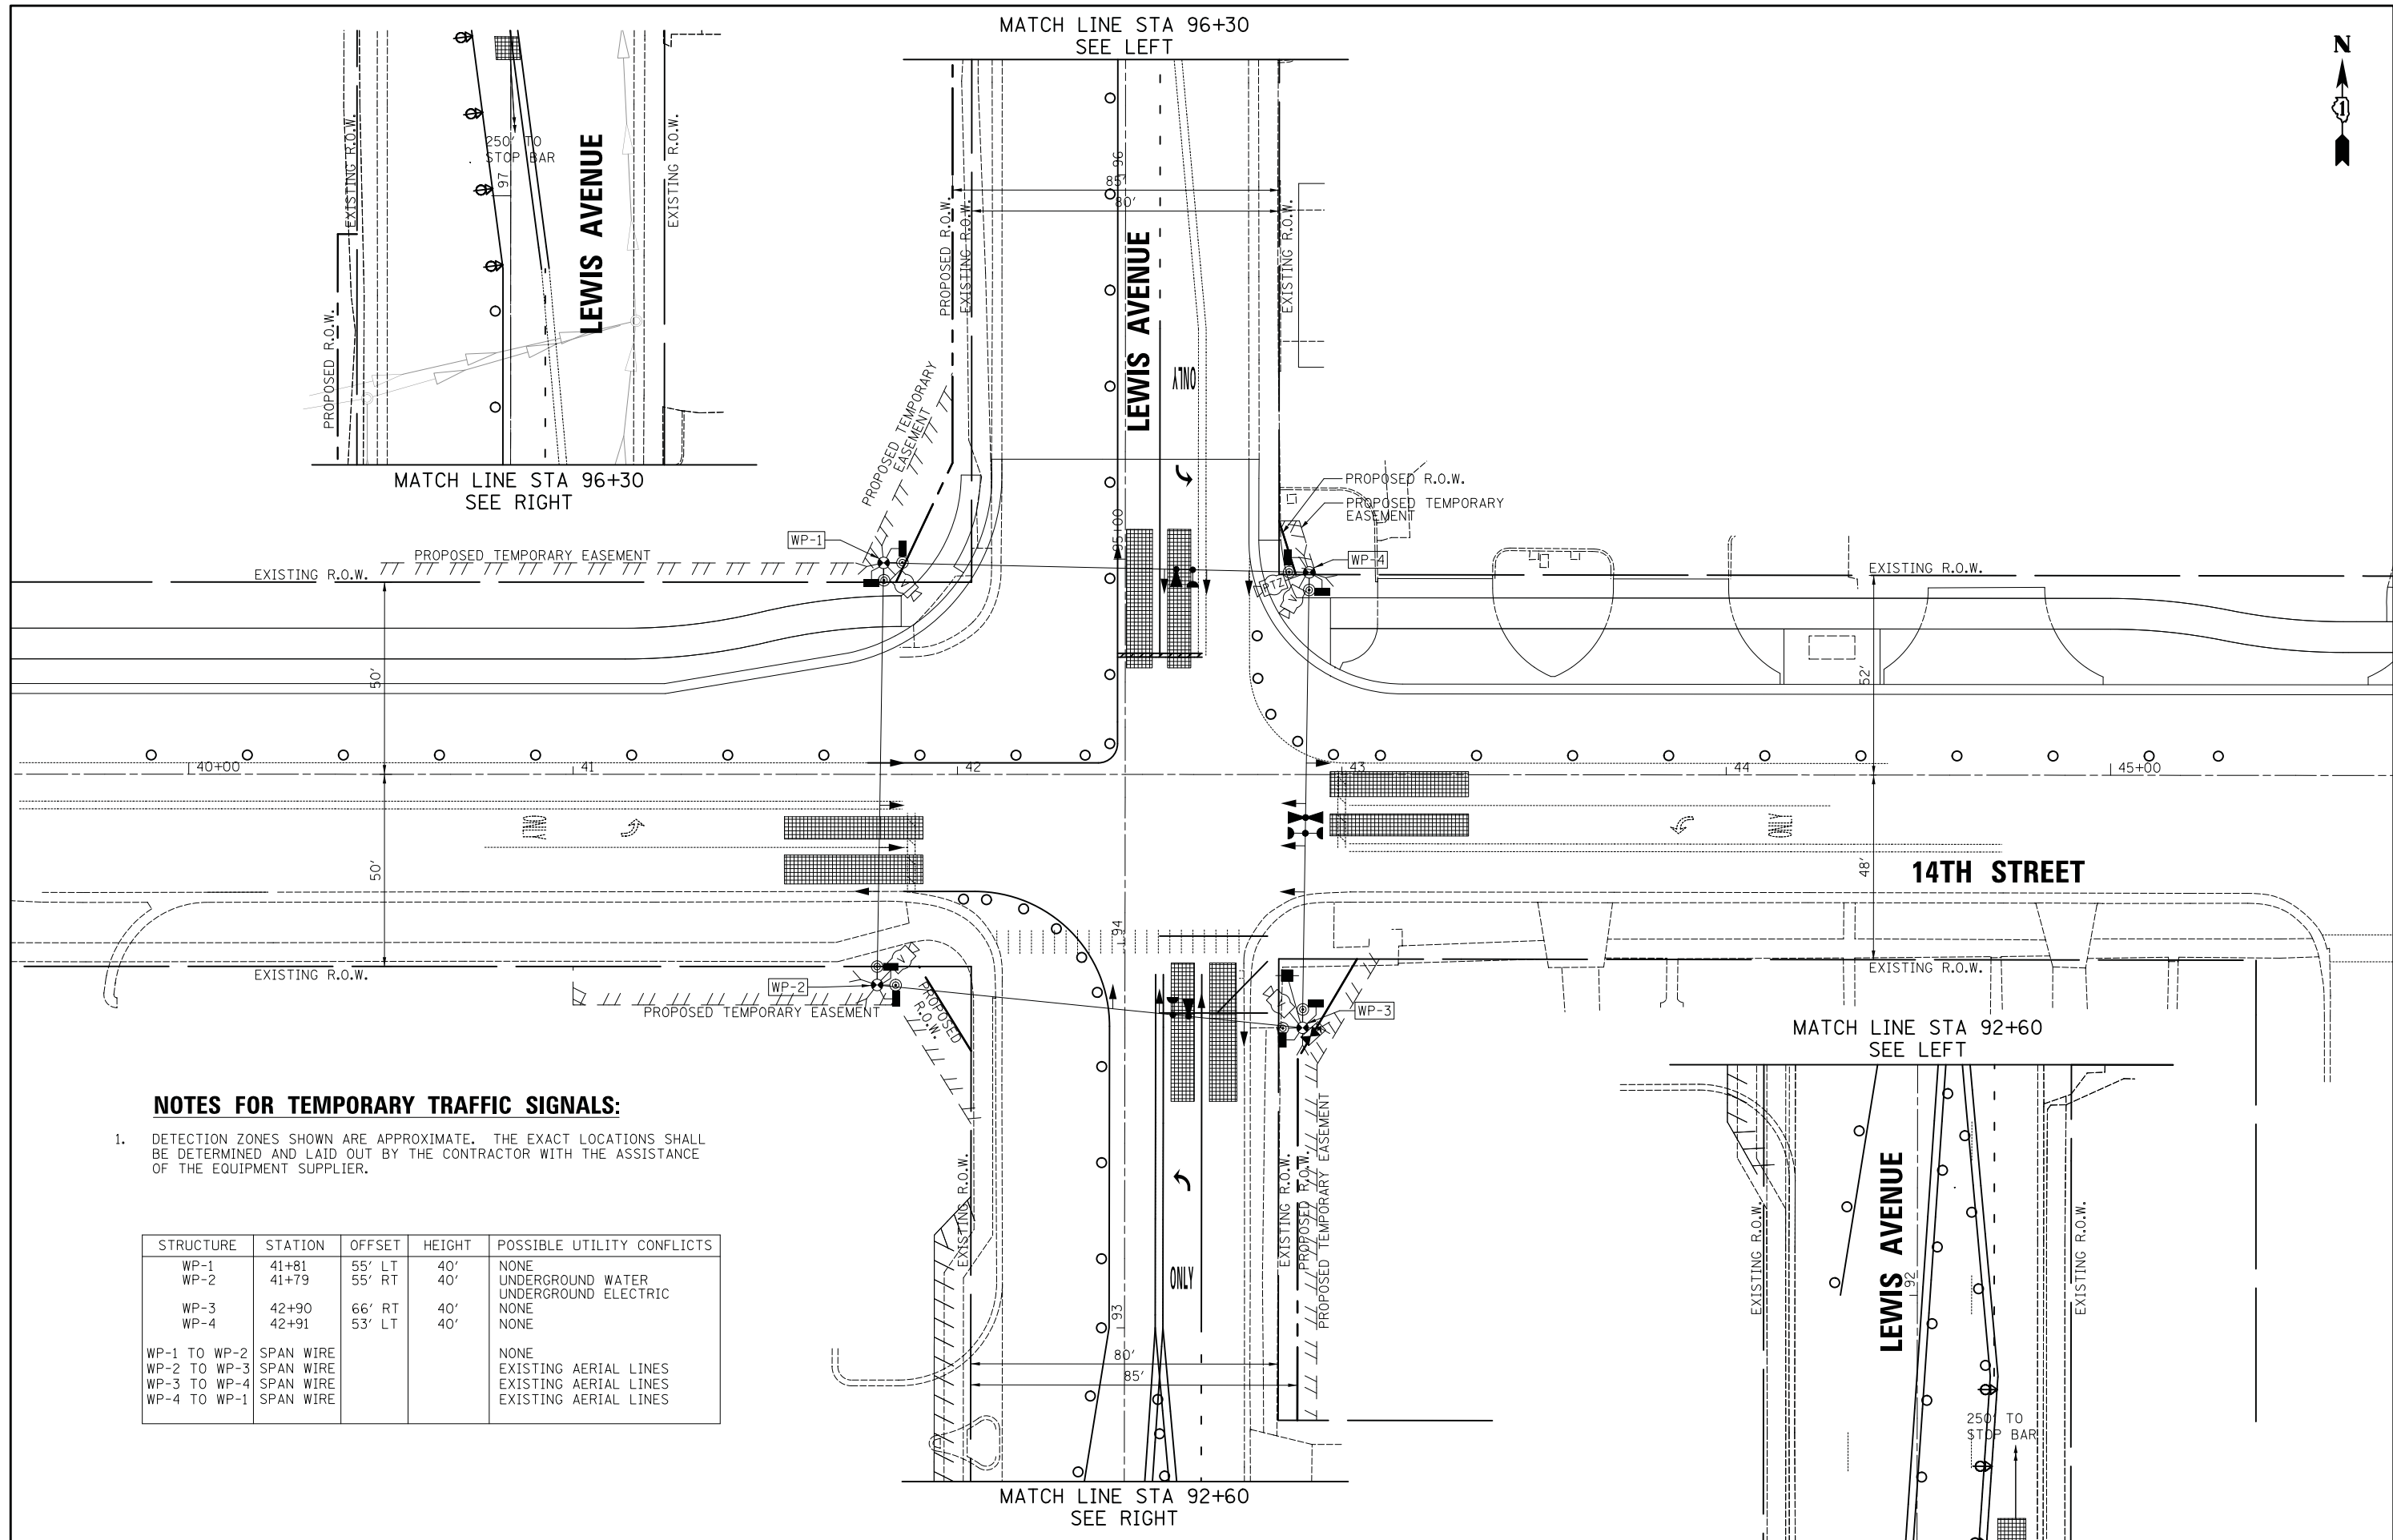 MATCH LINE STA 96+30
SEE LEFT
N
1
EXISTING R.O.W.
250' TO
STOP BAR
97
LEWIS AVENUE
EXISTING R.O.W.
PROPOSED R.O.W.
MATCH LINE STA 96+30
SEE RIGHT
96
85'
80'
PROPOSED R.O.W.
EXISTING R.O.W.
LEWIS AVENUE
EXISTING R.O.W.
ONLY
PROPOSED TEMPORARY
EASEMENT
PROPOSED R.O.W.
PROPOSED TEMPORARY
EASEMENT
WP-1
95+00
WP-4
PROPOSED TEMPORARY EASEMENT
EXISTING R.O.W.
EXISTING R.O.W.
V
PTZ
V
50'
52'
40+00
41
42
43
44
45+00
ONLY
ONLY
50'
48'
14TH STREET
94
EXISTING R.O.W.
EXISTING R.O.W.
V
V
WP-2
WP-3
PROPOSED TEMPORARY EASEMENT
PROPOSED
R.O.W.
MATCH LINE STA 92+60
SEE LEFT
NOTES FOR TEMPORARY TRAFFIC SIGNALS:
1. DETECTION ZONES SHOWN ARE APPROXIMATE. THE EXACT LOCATIONS SHALL
BE DETERMINED AND LAID OUT BY THE CONTRACTOR WITH THE ASSISTANCE
OF THE EQUIPMENT SUPPLIER.
EXISTING R.O.W.
ONLY
EXISTING R.O.W.
PROPOSED R.O.W.
PROPOSED TEMPORARY EASEMENT
93
80'
85'
EXISTING R.O.W.
LEWIS AVENUE
92
EXISTING R.O.W.
250' TO
STOP BAR
STRUCTURE STATION OFFSET HEIGHT POSSIBLE UTILITY CONFLICTS
WP-1 41+81 55' LT 40' NONE
WP-2 41+79 55' RT 40' UNDERGROUND WATER
UNDERGROUND ELECTRIC
WP-3 42+90 66' RT 40' NONE
WP-4 42+91 53' LT 40' NONE
WP-1 TO WP-2 SPAN WIRE NONE
WP-2 TO WP-3 SPAN WIRE EXISTING AERIAL LINES
WP-3 TO WP-4 SPAN WIRE EXISTING AERIAL LINES
WP-4 TO WP-1 SPAN WIRE EXISTING AERIAL LINES
MATCH LINE STA 92+60
SEE RIGHT